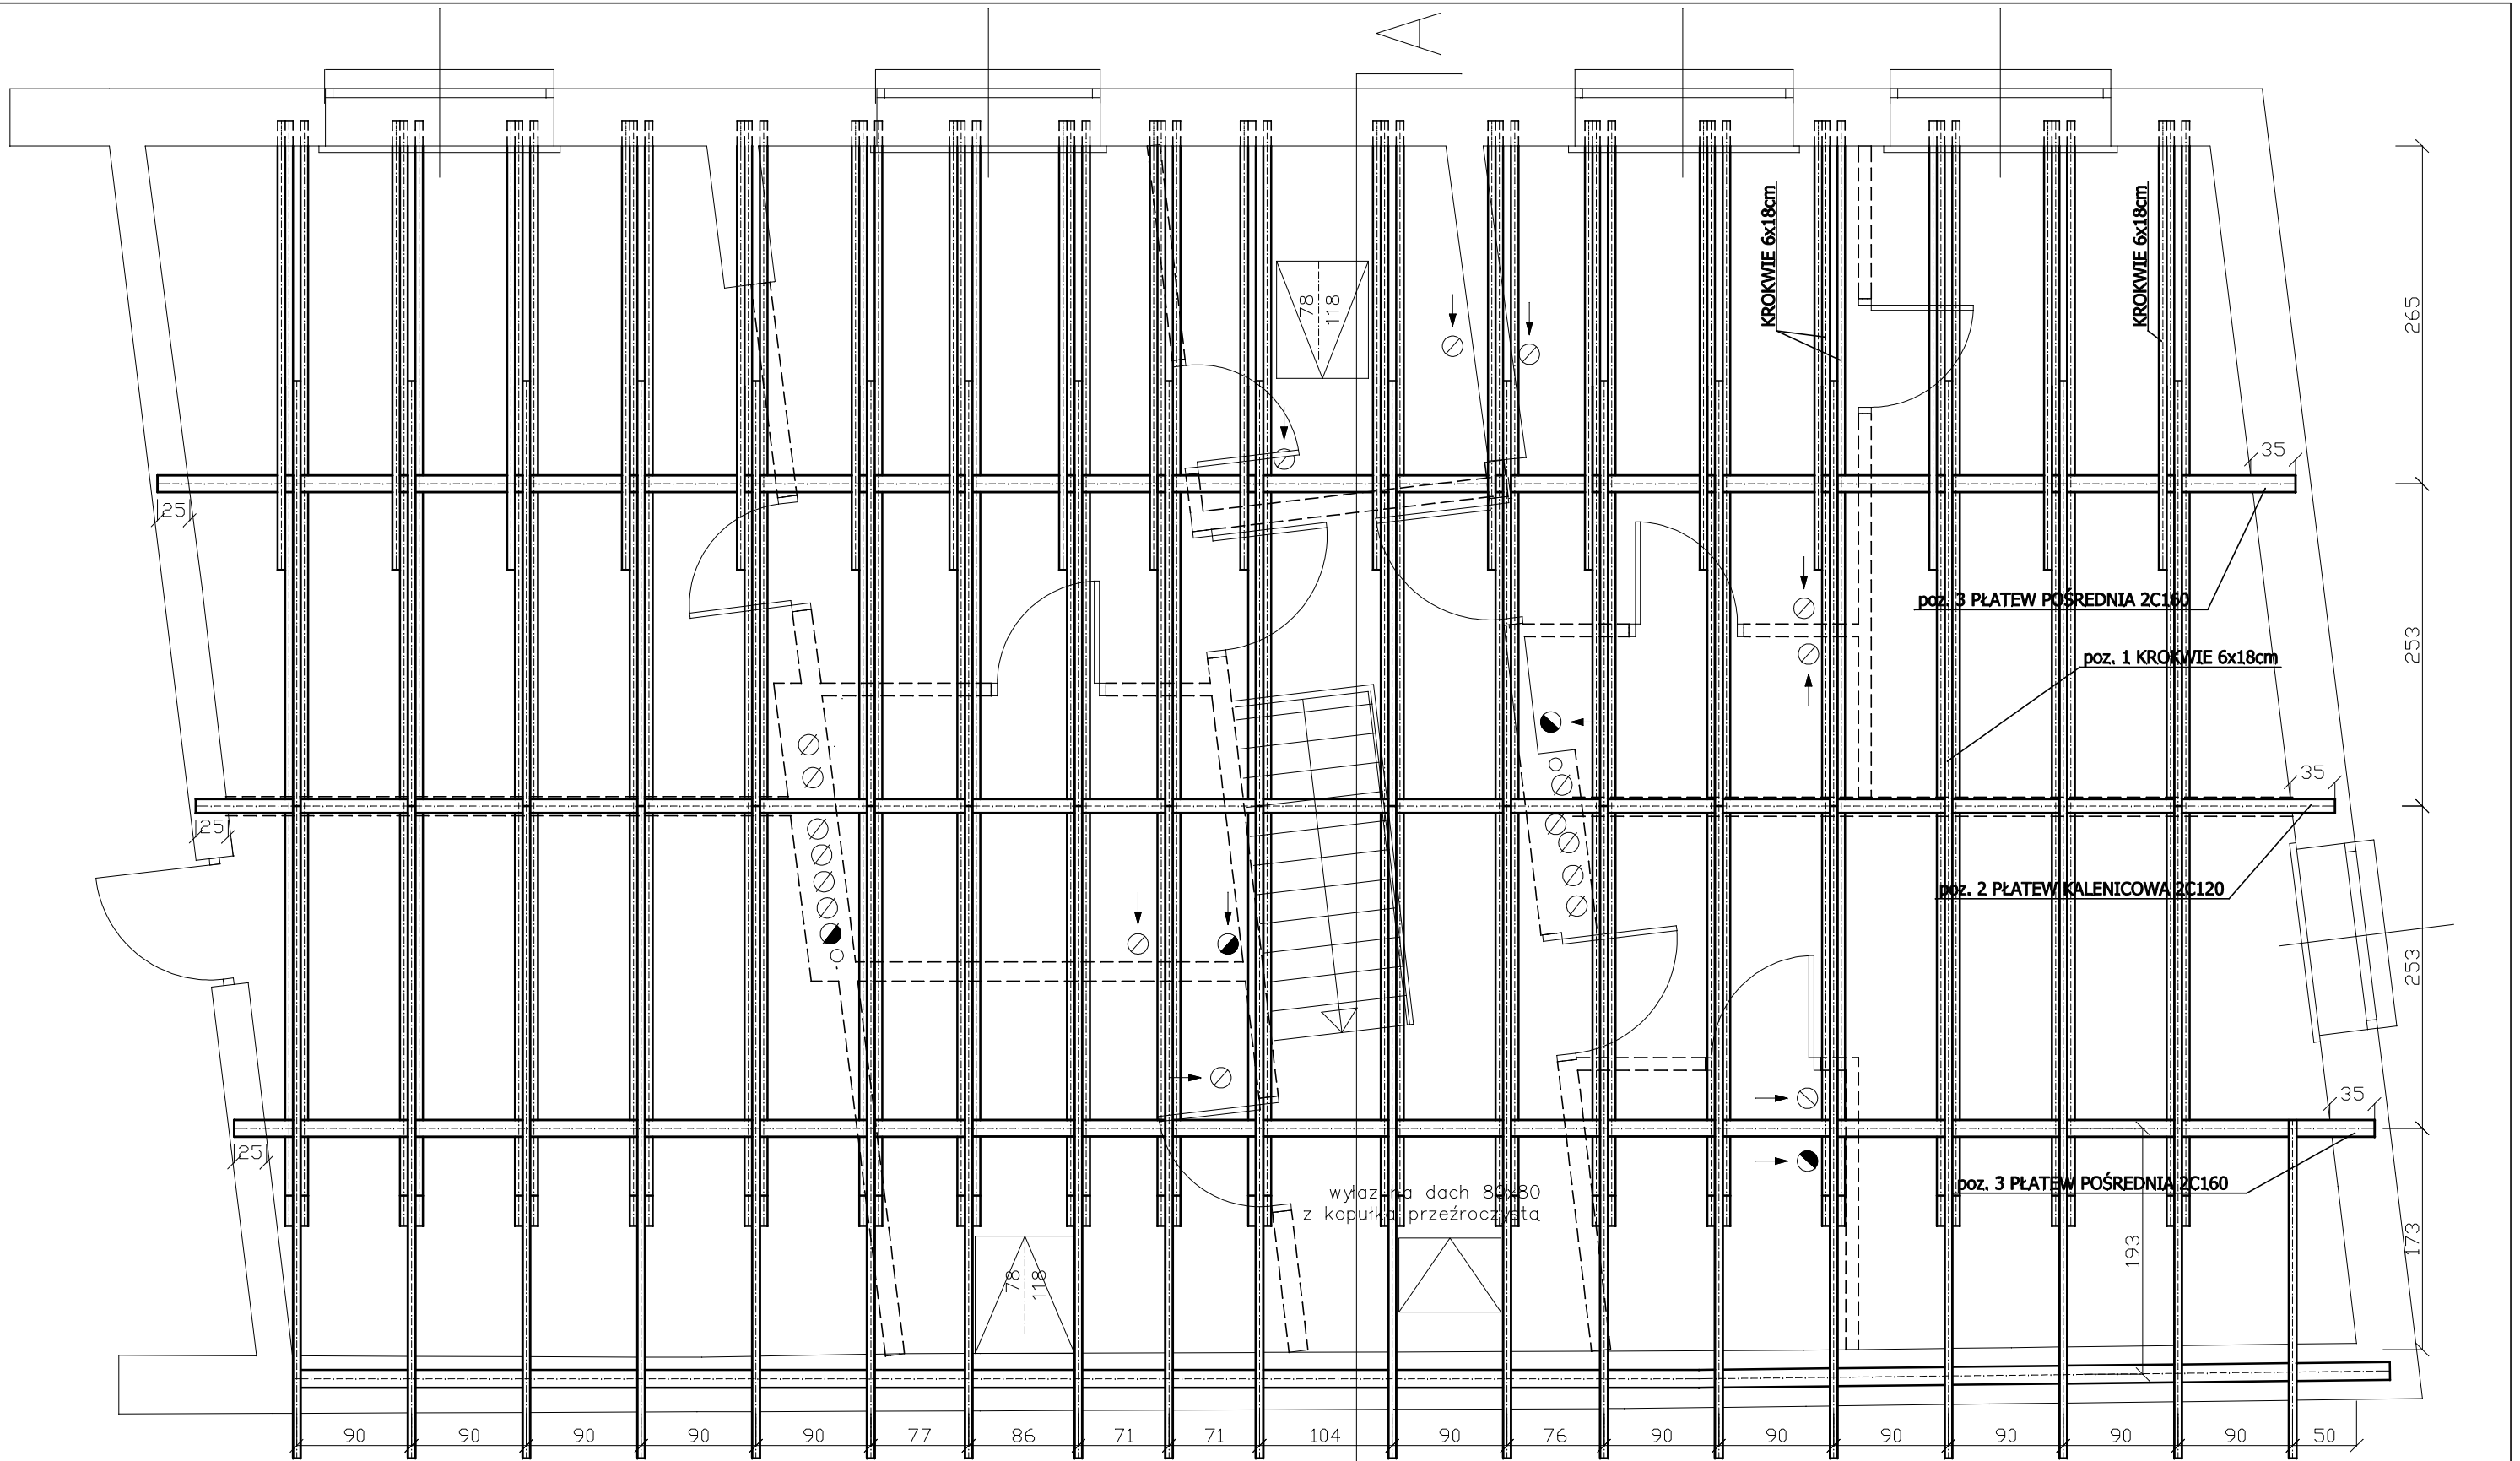 A
KROKWIE 6x18cm
KROKWIE 6x18cm
78
118
265
35
25
poz. 3 PŁATEW POŚREDNIA 2C160
253
poz. 1 KROKWIE 6x18cm
35
25
poz. 2 PŁATEW KALENICOWA 2C120
253
35
25
poz. 3 PŁATEW POŚREDNIA 2C160
wyłaz na dach 80x80
z kopułką przeźroczystą
173
193
78
118
90 90 90 90 90 77 86 71 71 104 90 76 90 90 90 90 90 90 50